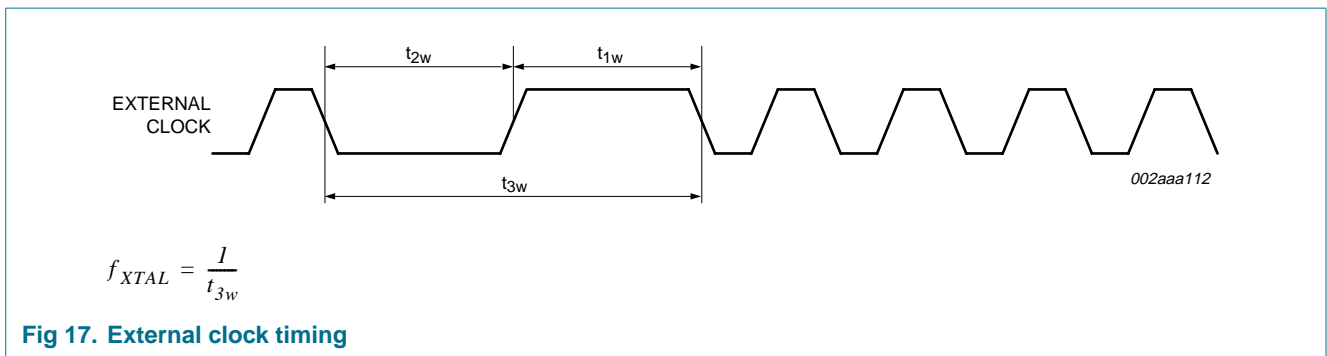 t2w
t1w
EXTERNAL
CLOCK
t3w
002aaa112
fXTAL = 1/t3w
Fig 17. External clock timing